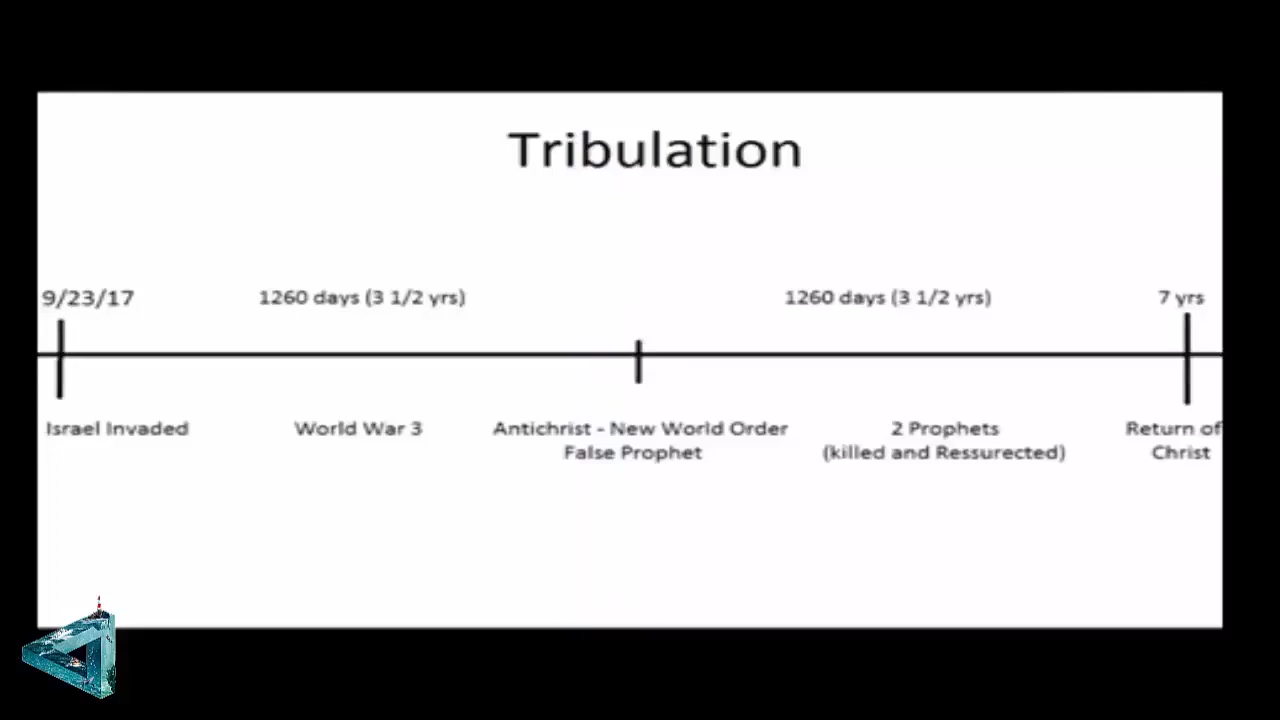 Tribulation
9/23/17
1260 days (3 1/2 yrs)
1260 days (3 1/2 yrs)
7 yrs
Israel Invaded
World War 3
Antichrist - New World Order
False Prophet
2 Prophets
(killed and Ressurected)
Return of
Christ